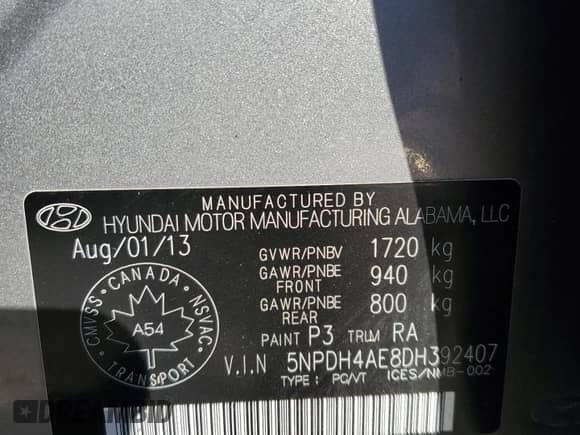 MANUFACTURED BY
HYUNDAI MOTOR MANUFACTURING ALABAMA, LLC
Aug/01/13
GVWR/PNBV 1720 kg
GAWR/PNBE FRONT 940 kg
GAWR/PNBE REAR 800 kg
PAINT P3 TRIM RA
V.I.N 5NPDH4AE8DH392407
TYPE : PC/VT ICES/NMB-002
CMVSS · CANADA · NSVAC
A54
TRANSPORT
DREAMBID